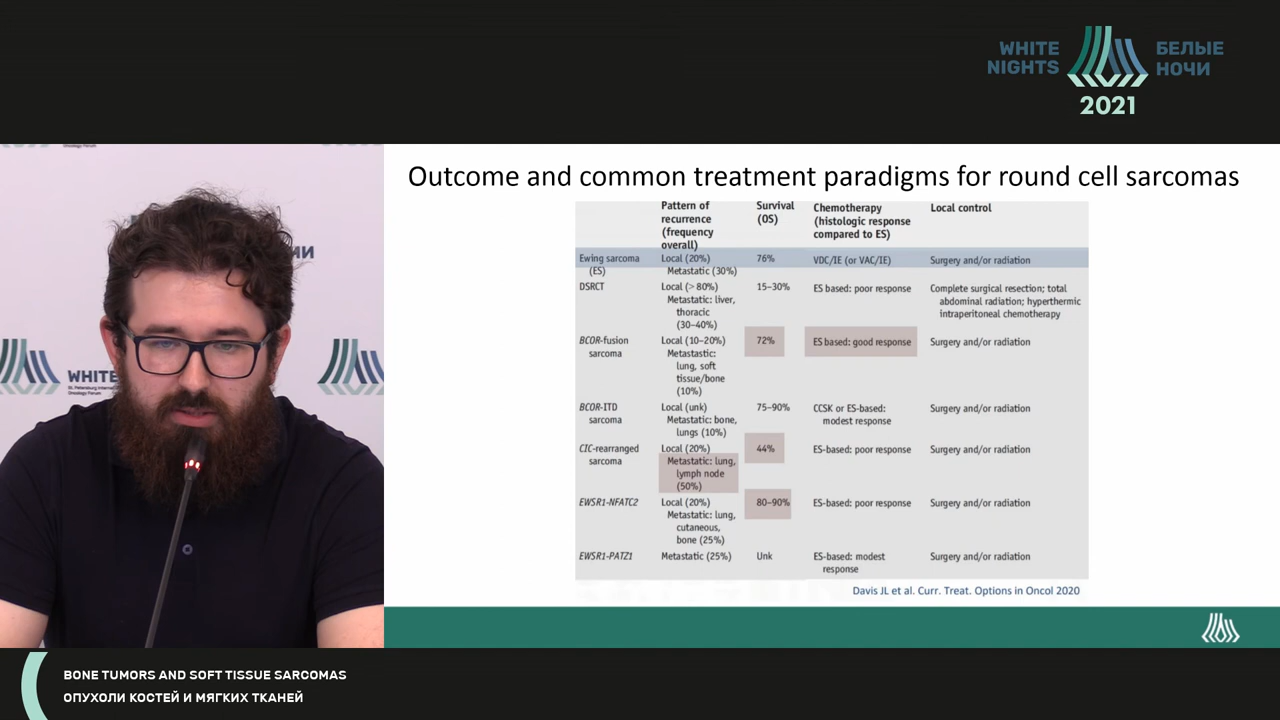 WHITE
NIGHTS
БЕЛЫЕ
НОЧИ
2021
Outcome and common treatment paradigms for round cell sarcomas
Pattern of
recurrence
(frequency
overall)
Survival
(OS)
Chemotherapy
(histologic response
compared to ES)
Local control
Ewing sarcoma
(ES)
Local (20%)
Metastatic (30%)
76%
VDC/IE (or VAC/IE)
Surgery and/or radiation
DSRCT
Local (> 80%)
Metastatic: liver,
thoracic
(30–40%)
15–30%
ES based: poor response
Complete surgical resection; total
abdominal radiation; hyperthermic
intraperitoneal chemotherapy
BCOR-fusion
sarcoma
Local (10–20%)
Metastastic:
lung, soft
tissue/bone
(10%)
72%
ES based: good response
Surgery and/or radiation
BCOR-ITD
sarcoma
Local (unk)
Metastatic: bone,
lungs (10%)
75–90%
CCSK or ES-based:
modest response
Surgery and/or radiation
CIC-rearranged
sarcoma
Local (20%)
Metastatic: lung,
lymph node
(50%)
44%
ES-based: poor response
Surgery and/or radiation
EWSR1-NFATC2
Local (20%)
Metastatic: lung,
cutaneous,
bone (25%)
80–90%
ES-based: poor response
Surgery and/or radiation
EWSR1-PATZ1
Metastatic (25%)
Unk
ES-based: modest
response
Surgery and/or radiation
Davis JL et al. Curr. Treat. Options in Oncol 2020
WHITE
BONE TUMORS AND SOFT TISSUE SARCOMAS
ОПУХОЛИ КОСТЕЙ И МЯГКИХ ТКАНЕЙ